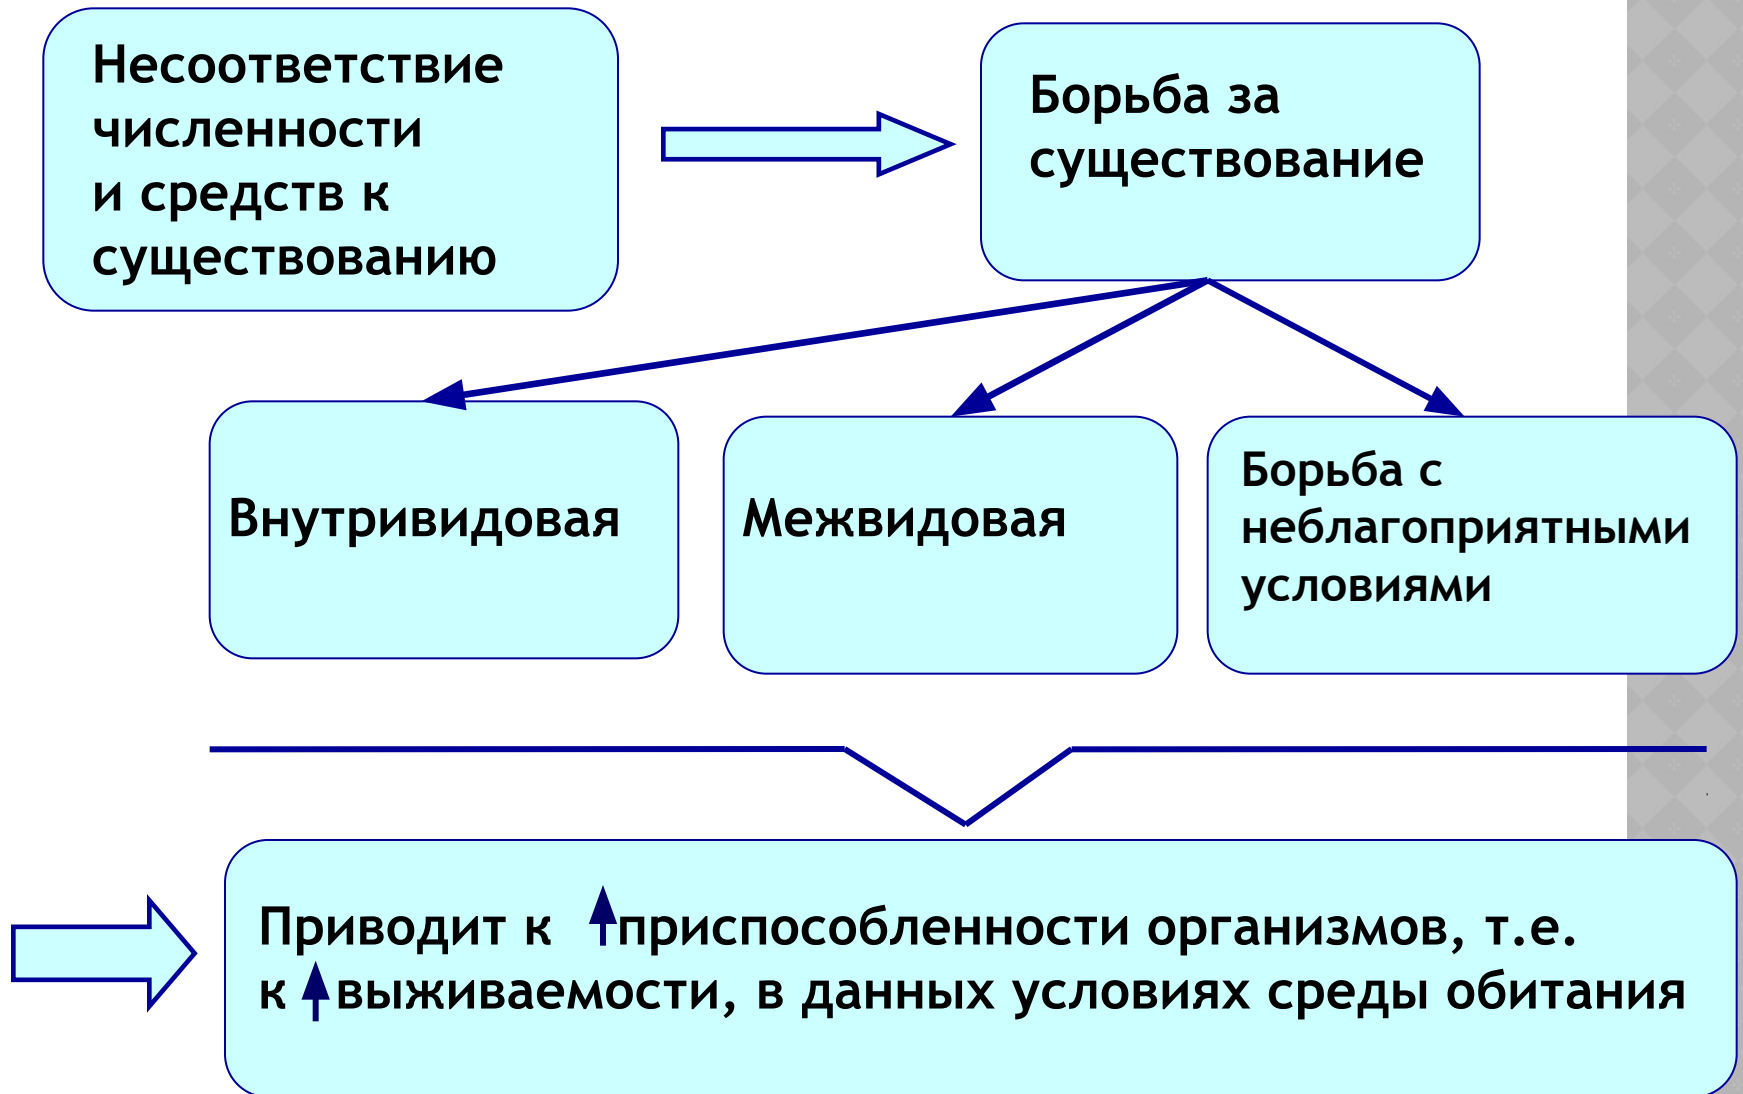 Несоответствие
численности
и средств к
существованию
Борьба за
существование
Внутривидовая
Межвидовая
Борьба с
неблагоприятными
условиями
Приводит к приспособленности организмов, т.е.
к выживаемости, в данных условиях среды обитания